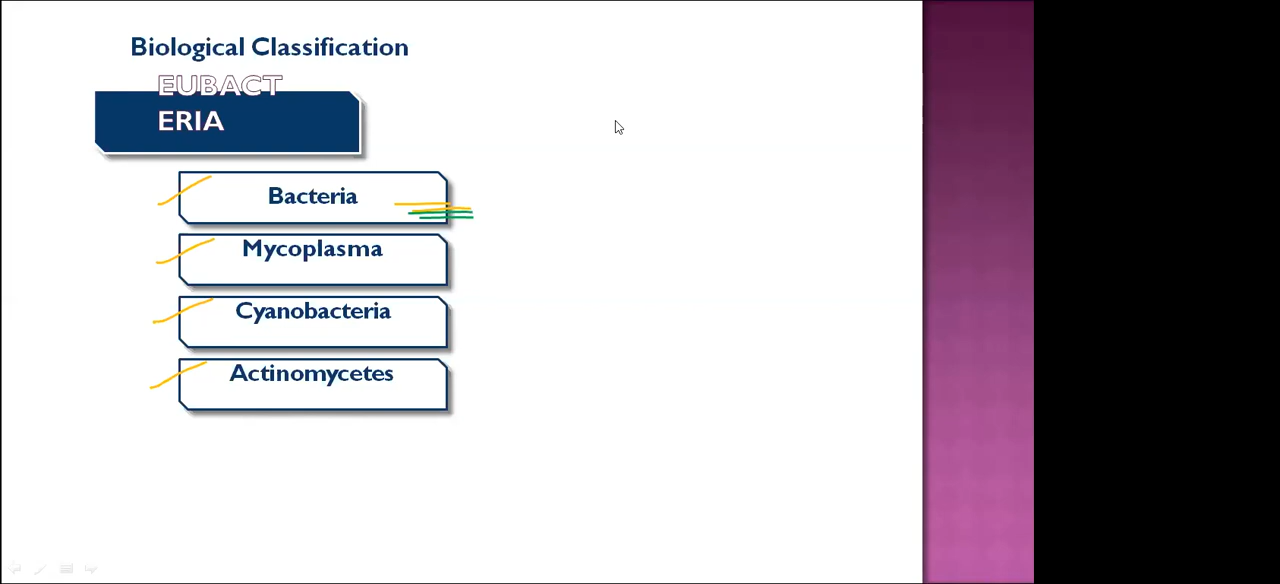 Biological Classification
EUBACT
ERIA
Bacteria
Mycoplasma
Cyanobacteria
Actinomycetes